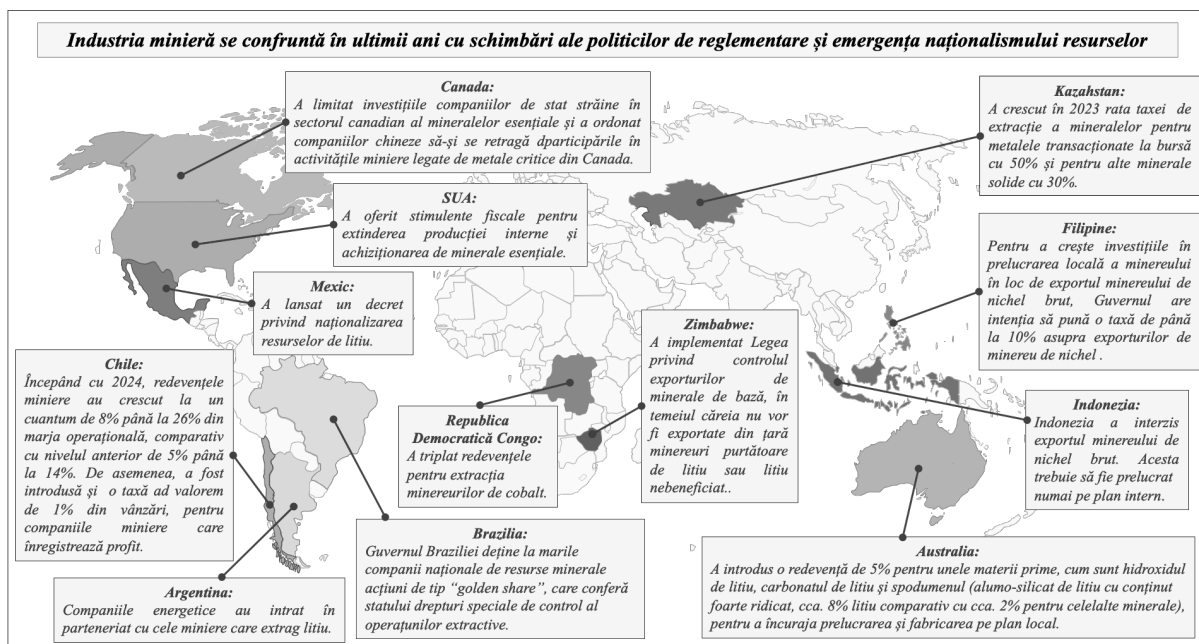 Industria minieră se confruntă în ultimii ani cu schimbări ale politicilor de reglementare și emergența naționalismului resurselor
Canada:
A limitat investițiile companiilor de stat străine în
sectorul canadian al mineralelor esențiale și a ordonat
companiilor chineze să-și se retragă dparticipările în
activitățile miniere legate de metale critice din Canada.
Kazahstan:
A crescut în 2023 rata taxei de
extracție a mineralelor pentru
metalele tranzacționate la bursă
cu 50% și pentru alte minerale
solide cu 30%.
SUA:
A oferit stimulente fiscale pentru
extinderea producției interne și
achiziționarea de minerale esențiale.
Filipine:
Pentru a crește investițiile în
prelucrarea locală a minereului
în loc de exportul minereului de
nichel brut, Guvernul are
intenția să pună o taxă de până
la 10% asupra exporturilor de
minereu de nichel .
Mexic:
A lansat un decret
privind naționalizarea
resurselor de litiu.
Zimbabwe:
A implementat Legea
privind controlul
exporturilor de
minerale de bază, în
temeiul căreia nu vor
fi exportate din țară
minereuri purtătoare
de litiu sau litiu
nebeneficiat..
Chile:
Începând cu 2024, redevențele
miniere au crescut la un
cuantum de 8% până la 26% din
marja operațională, comparativ
cu nivelul anterior de 5% până
la 14%. De asemenea, a fost
introdusă și o taxă ad valorem
de 1% din vânzări, pentru
companiile miniere care
înregistrează profit.
Republica
Democratică Congo:
A triplat redevențele
pentru extracția
minereurilor de cobalt.
Indonezia:
Indonezia a interzis
exportul minereului de
nichel brut. Acesta
trebuie să fie prelucrat
numai pe plan intern.
Brazilia:
Guvernul Braziliei deține la marile
companii naționale de resurse minerale
acțiuni de tip “golden share”, care conferă
statului drepturi speciale de control al
operațunilor extractive.
Australia:
A introdus o redevență de 5% pentru unele materii prime, cum sunt hidroxidul
de litiu, carbonatul de litiu și spodumenul (alumo-silicat de litiu cu conținut
foarte ridicat, cca. 8% litiu comparativ cu cca. 2% pentru celelalte minerale),
pentru a încuraja prelucrarea și fabricarea pe plan local.
Argentina:
Companiile energetice au intrat în
parteneriat cu cele miniere care extrag litiu.